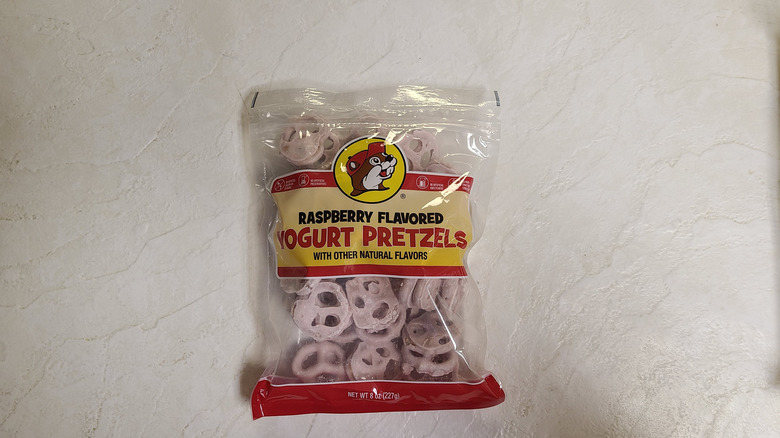 RASPBERRY FLAVORED
YOGURT PRETZELS
WITH OTHER NATURAL FLAVORS
NET WT 8 oz (227g)